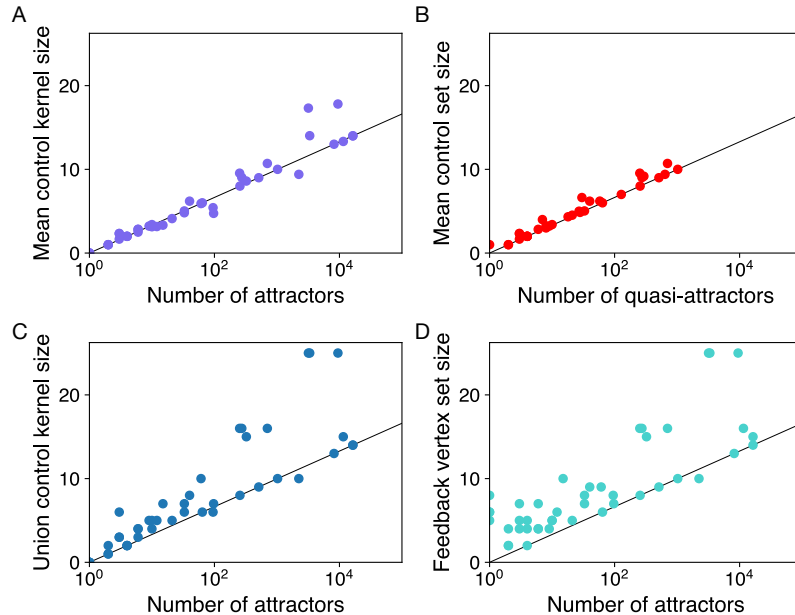 A
Mean control kernel size
20
10
0
10^0
10^2
10^4
Number of attractors
B
Mean control set size
20
10
0
10^0
10^2
10^4
Number of quasi-attractors
C
Union control kernel size
20
10
0
10^0
10^2
10^4
Number of attractors
D
Feedback vertex set size
20
10
0
10^0
10^2
10^4
Number of attractors